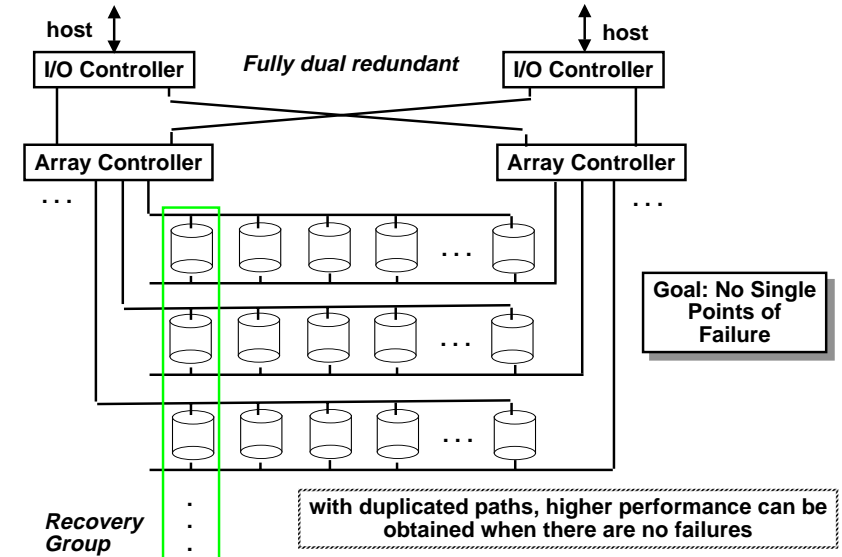 host
host
I/O Controller
Fully dual redundant
I/O Controller
Array Controller
Array Controller
. . .
. . .
. . .
Goal: No Single
Points of
Failure
. . .
. . .
with duplicated paths, higher performance can be
obtained when there are no failures
Recovery
Group
.
.
.